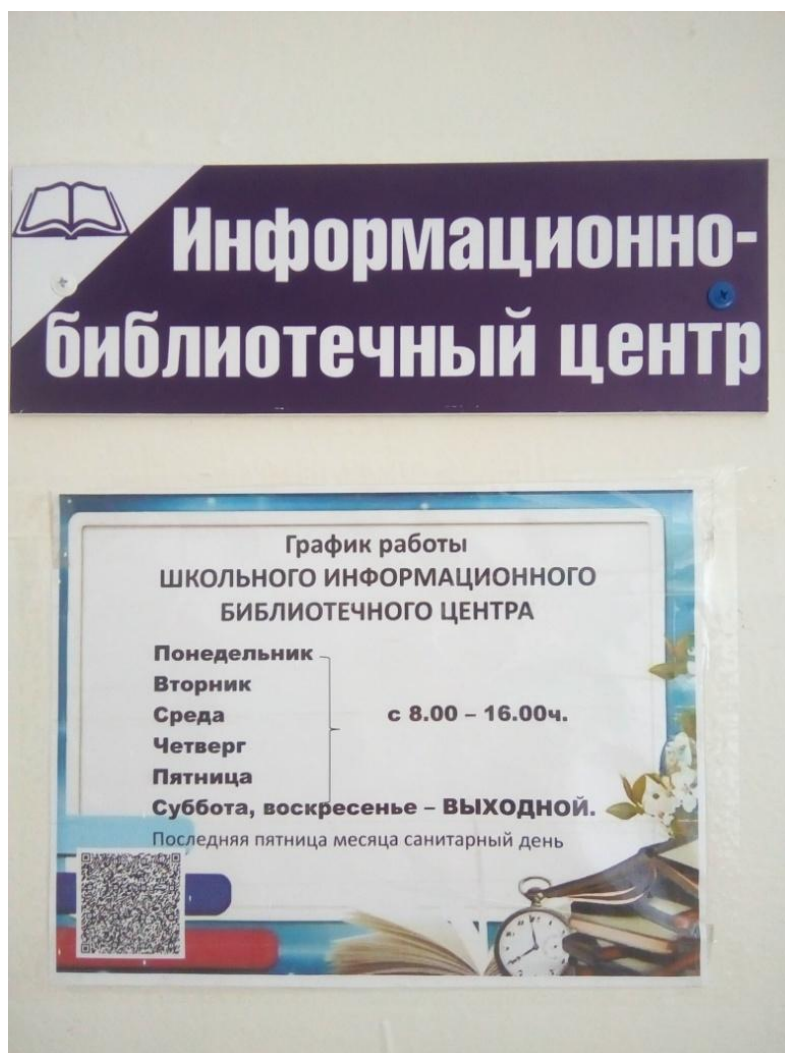 Информационно-
библиотечный центр
График работы
ШКОЛЬНОГО ИНФОРМАЦИОННОГО
БИБЛИОТЕЧНОГО ЦЕНТРА
Понедельник
Вторник
Среда с 8.00 – 16.00ч.
Четверг
Пятница
Суббота, воскресенье – ВЫХОДНОЙ.
Последняя пятница месяца санитарный день